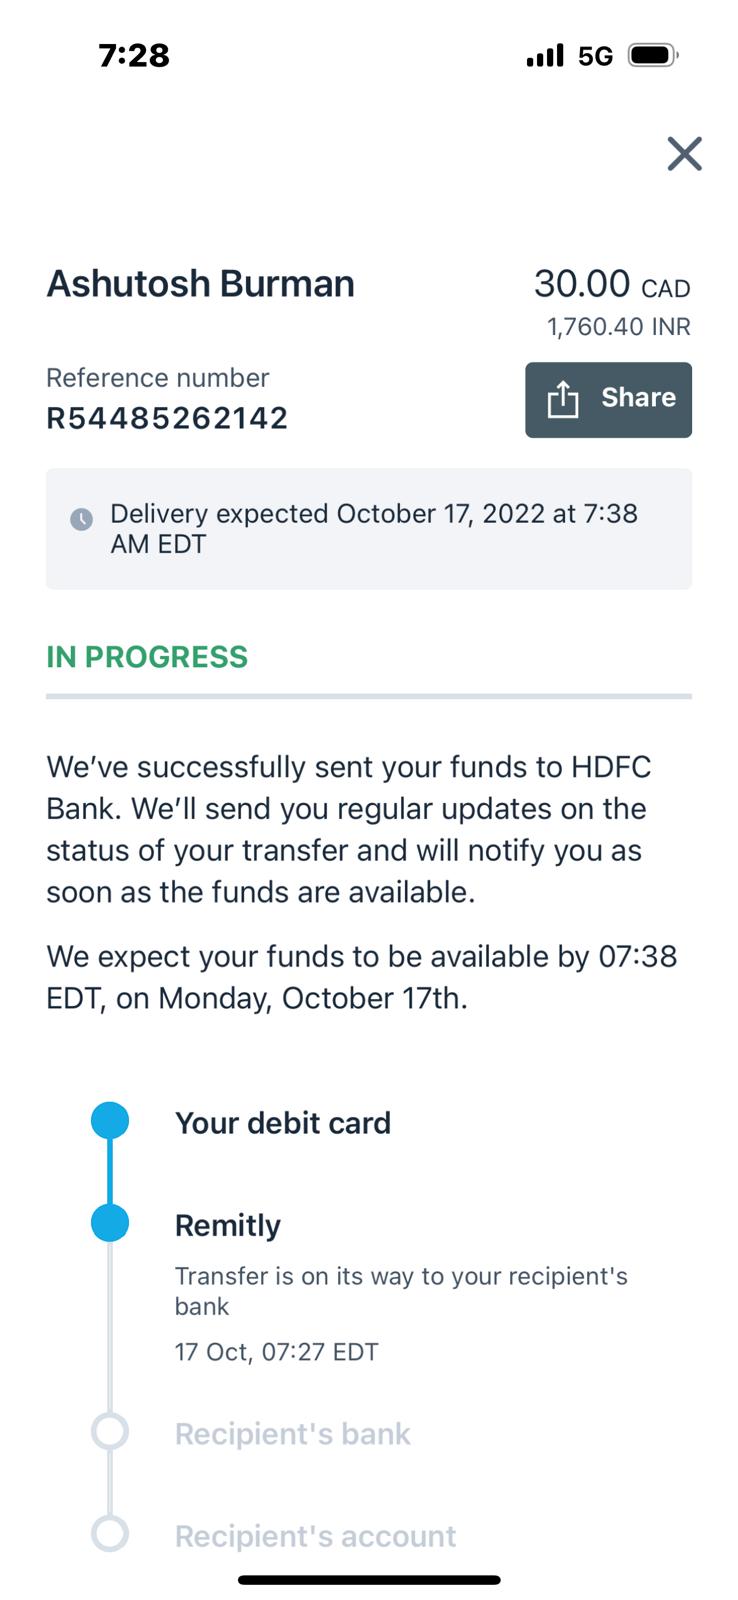 7:28
5G
Ashutosh Burman
30.00 CAD
1,760.40 INR
Reference number
R54485262142
Share
Delivery expected October 17, 2022 at 7:38
AM EDT
IN PROGRESS
We've successfully sent your funds to HDFC
Bank. We'll send you regular updates on the
status of your transfer and will notify you as
soon as the funds are available.
We expect your funds to be available by 07:38
EDT, on Monday, October 17th.
Your debit card
Remitly
Transfer is on its way to your recipient's
bank
17 Oct, 07:27 EDT
Recipient's bank
Recipient's account